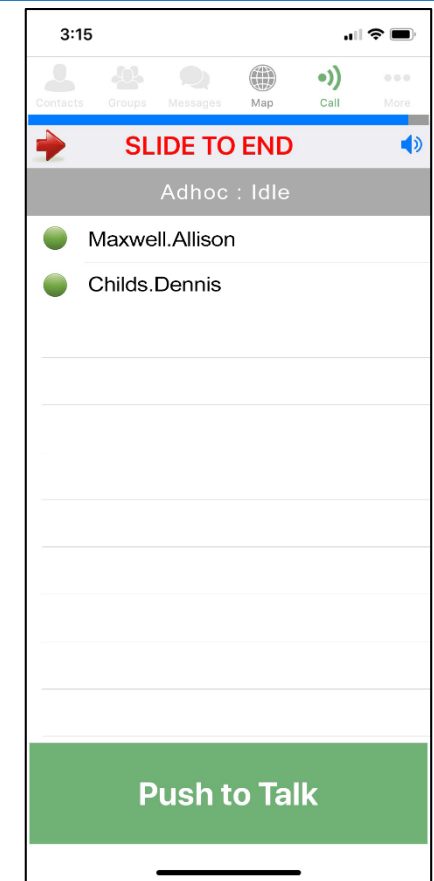 3:15
Contacts Groups Messages Map Call More
SLIDE TO END
Adhoc : Idle
Maxwell.Allison
Childs.Dennis
Push to Talk